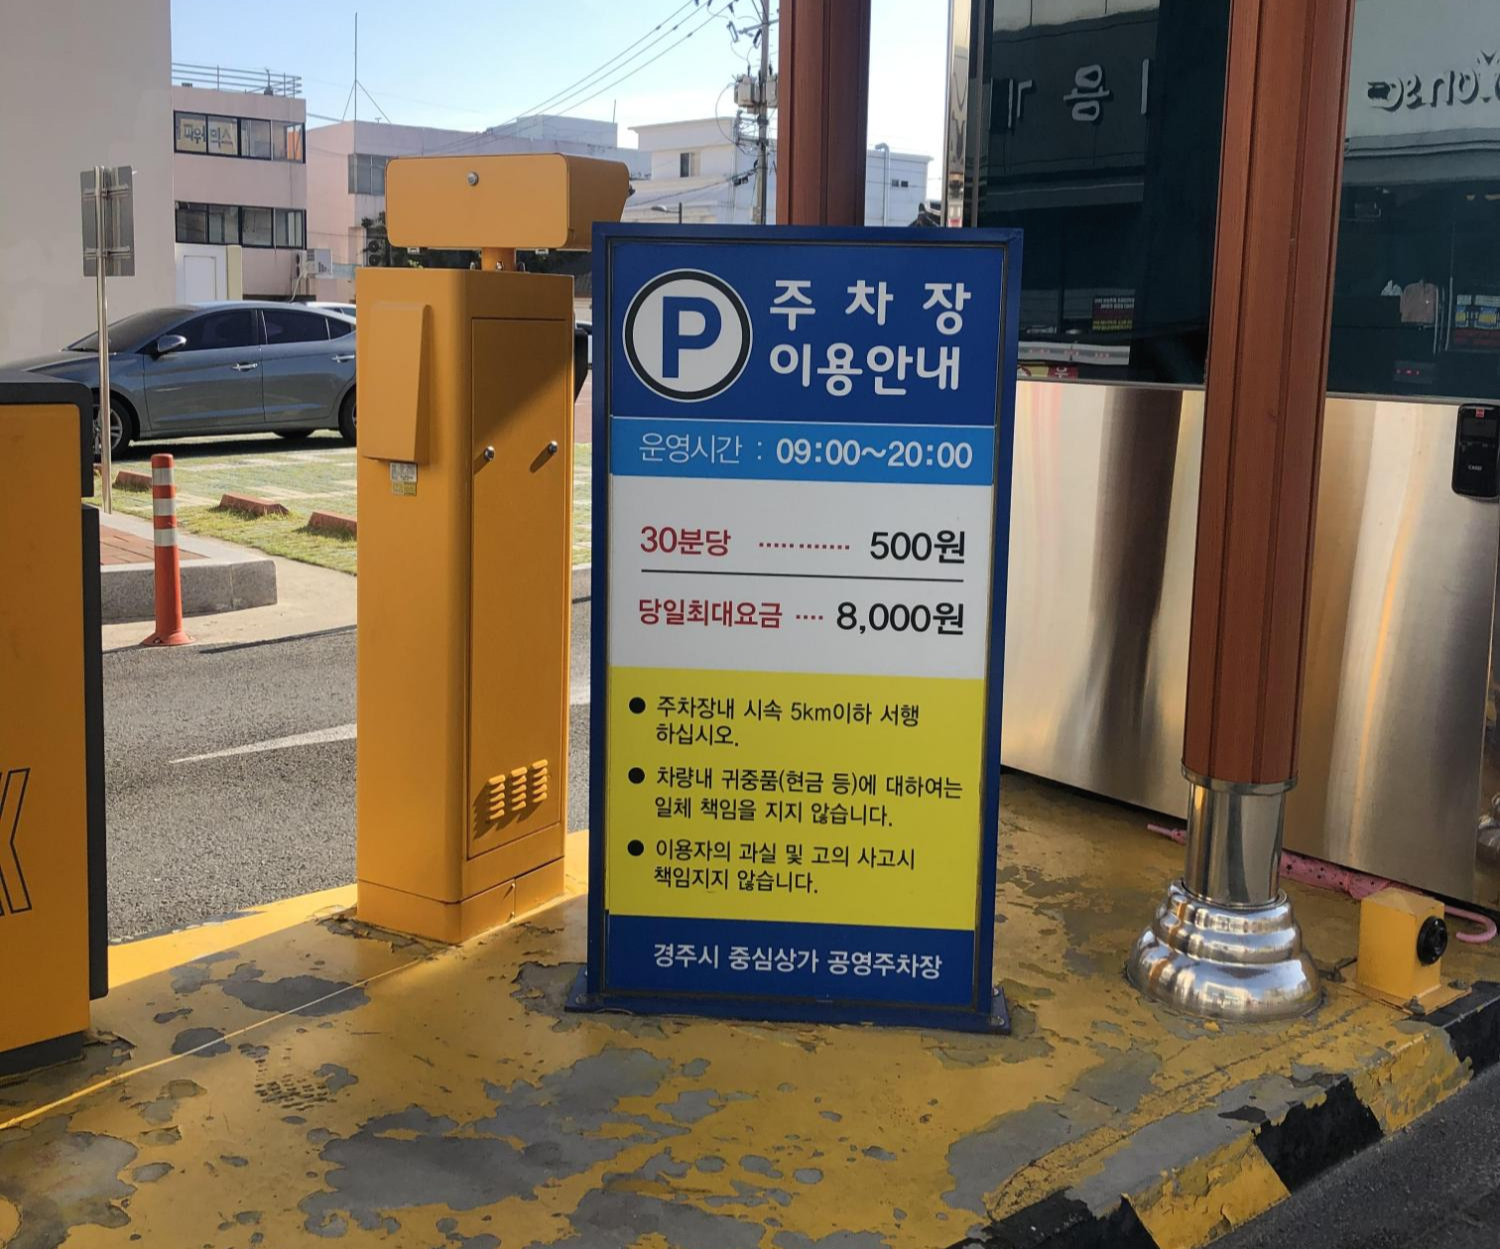 파워믹스
P
주 차 장
이용안내
운영시간 : 09:00~20:00
30분당 ............ 500원
당일최대요금 .... 8,000원
● 주차장내 시속 5km이하 서행
하십시오.
● 차량내 귀중품(현금 등)에 대하여는
일체 책임을 지지 않습니다.
● 이용자의 과실 및 고의 사고시
책임지지 않습니다.
경주시 중심상가 공영주차장